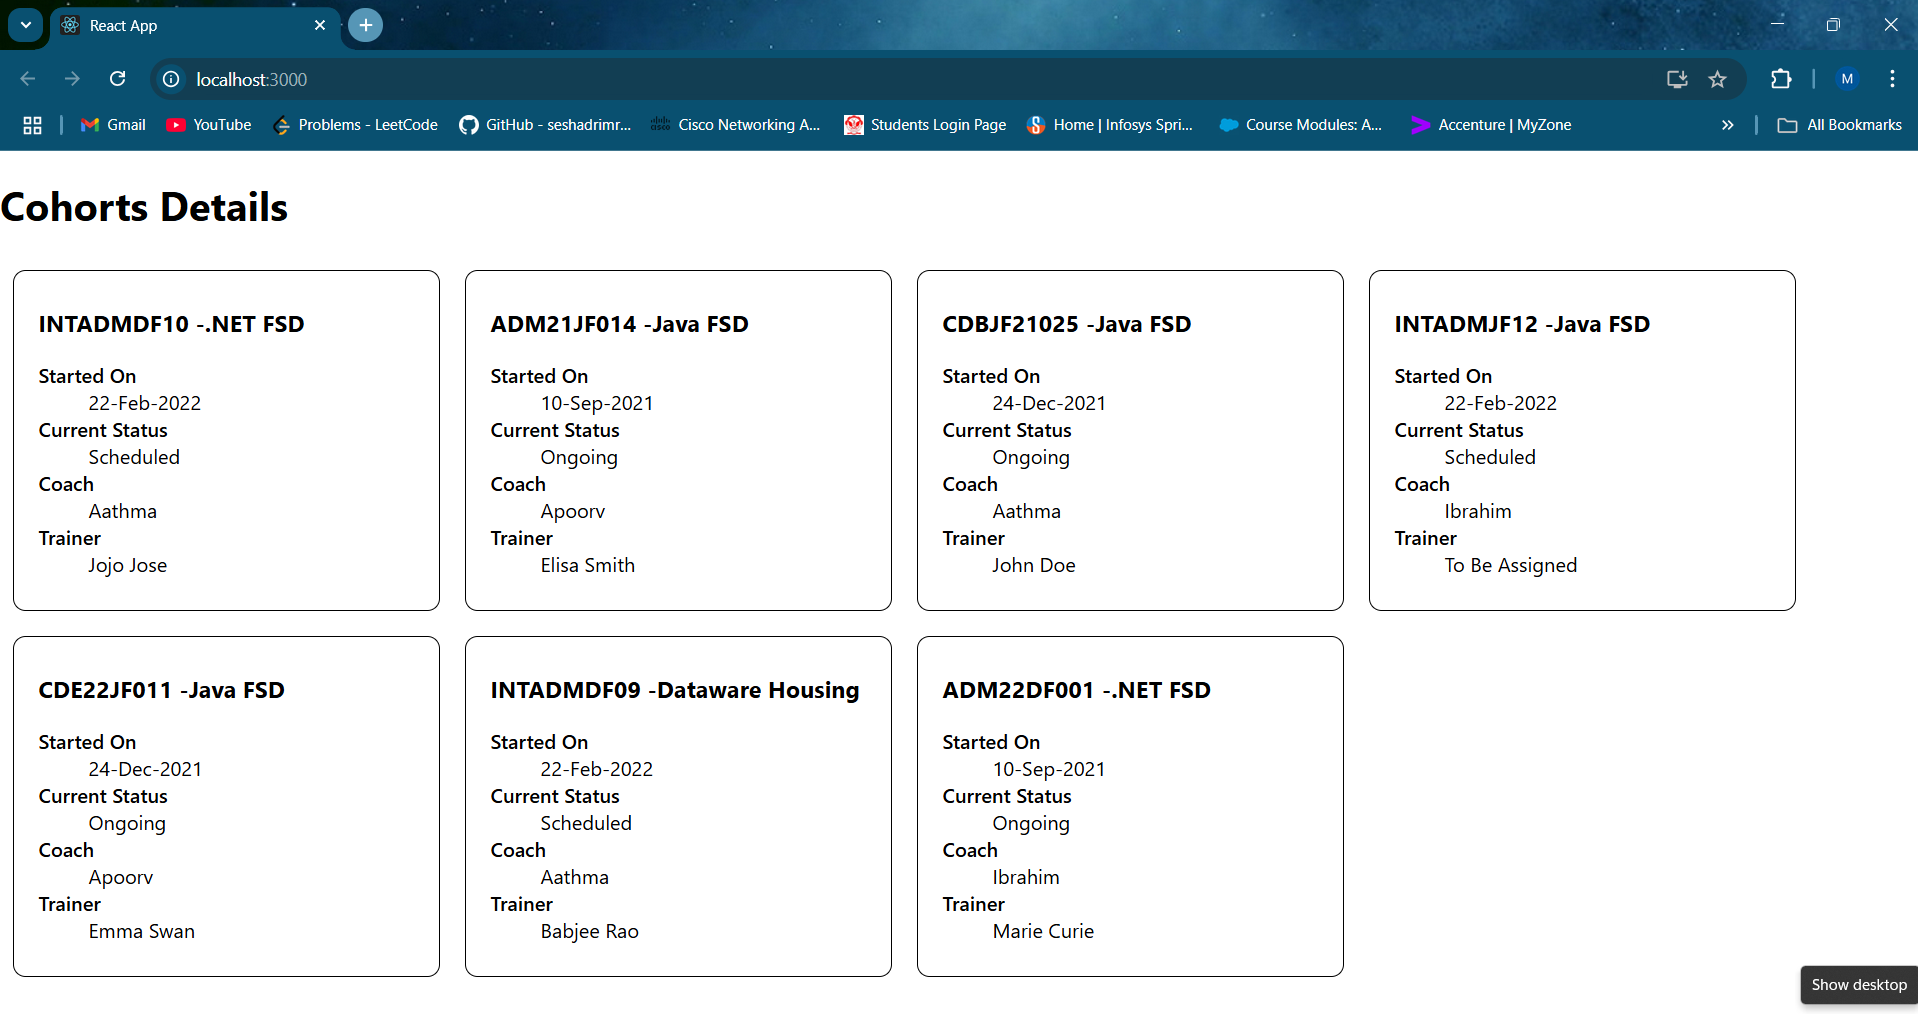 React App
localhost:3000
M
Gmail
YouTube
Problems - LeetCode
GitHub - seshadrimr...
Cisco Networking A...
Students Login Page
Home | Infosys Spri...
Course Modules: A...
Accenture | MyZone
All Bookmarks
Cohorts Details
INTADMDF10 -.NET FSD
Started On
22-Feb-2022
Current Status
Scheduled
Coach
Aathma
Trainer
Jojo Jose
ADM21JF014 -Java FSD
Started On
10-Sep-2021
Current Status
Ongoing
Coach
Apoorv
Trainer
Elisa Smith
CDBJF21025 -Java FSD
Started On
24-Dec-2021
Current Status
Ongoing
Coach
Aathma
Trainer
John Doe
INTADMJF12 -Java FSD
Started On
22-Feb-2022
Current Status
Scheduled
Coach
Ibrahim
Trainer
To Be Assigned
CDE22JF011 -Java FSD
Started On
24-Dec-2021
Current Status
Ongoing
Coach
Apoorv
Trainer
Emma Swan
INTADMDF09 -Dataware Housing
Started On
22-Feb-2022
Current Status
Scheduled
Coach
Aathma
Trainer
Babjee Rao
ADM22DF001 -.NET FSD
Started On
10-Sep-2021
Current Status
Ongoing
Coach
Ibrahim
Trainer
Marie Curie
Show desktop